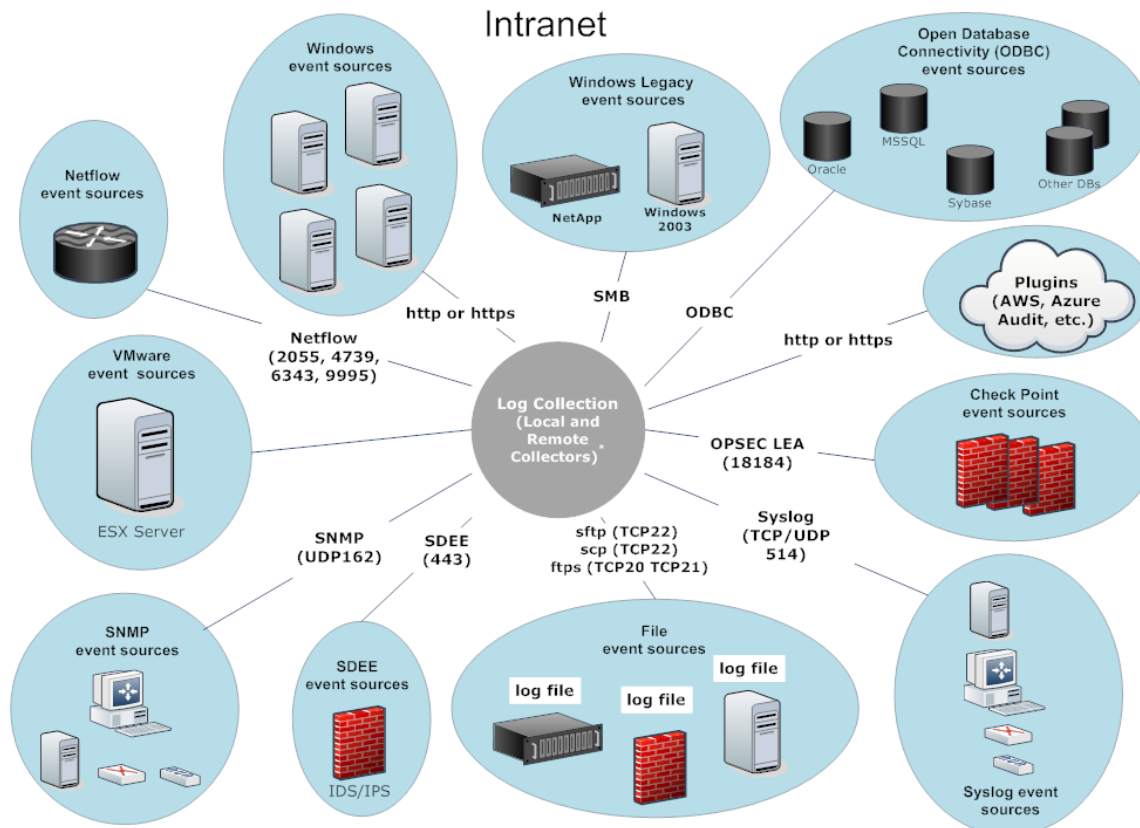 Intranet
Windows
event sources
Windows Legacy
event sources
NetApp
Windows
2003
Open Database
Connectivity (ODBC)
event sources
Oracle
MSSQL
Sybase
Other DBs
Netflow
event sources
Plugins
(AWS, Azure
Audit, etc.)
http or https
SMB
ODBC
http or https
Netflow
(2055, 4739,
6343, 9995)
VMware
event sources
ESX Server
Log Collection
(Local and
Remote
Collectors)*
Check Point
event sources
OPSEC LEA
(18184)
SNMP
(UDP162)
SDEE
(443)
sftp (TCP22)
scp (TCP22)
ftps (TCP20 TCP21)
Syslog
(TCP/UDP
514)
SNMP
event sources
SDEE
event sources
IDS/IPS
File
event sources
log file
log file
log file
Syslog event
sources